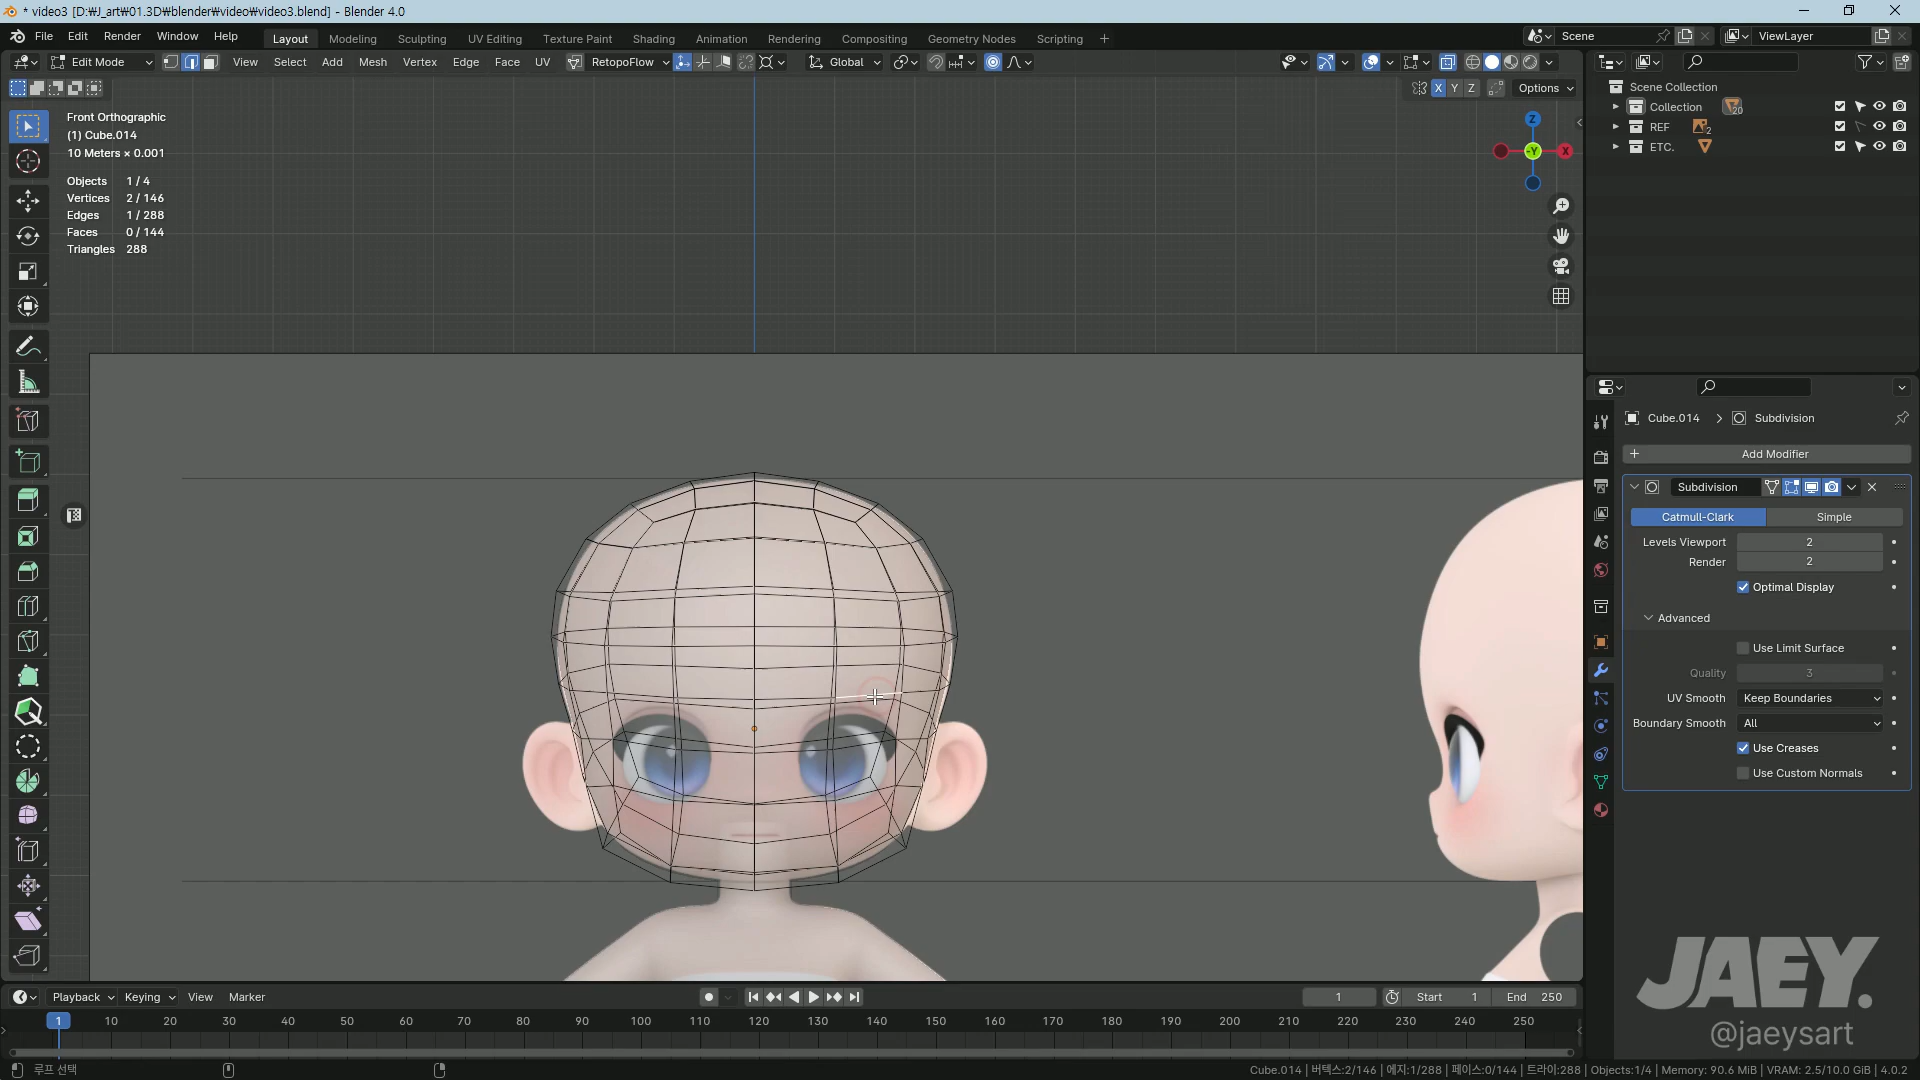 * video3 [D:₩J_art₩01.3D₩blender₩video₩video3.blend] - Blender 4.0
File Edit Render Window Help Layout Modeling Sculpting UV Editing Texture Paint Shading Animation Rendering Compositing Geometry Nodes Scripting + Scene ViewLayer
Edit Mode View Select Add Mesh Vertex Edge Face UV RetopoFlow Global
X Y Z Options
Front Orthographic
(1) Cube.014
10 Meters × 0.001
Objects 1 / 4
Vertices 2 / 146
Edges 1 / 288
Faces 0 / 144
Triangles 288
Z
-Y
X
Scene Collection
Collection 20
REF 2
ETC.
Cube.014 > Subdivision
+ Add Modifier
Subdivision
Catmull-Clark Simple
Levels Viewport 2
Render 2
Optimal Display
Advanced
Use Limit Surface
Quality 3
UV Smooth Keep Boundaries
Boundary Smooth All
Use Creases
Use Custom Normals
JAEY.
@jaeysart
Playback Keying View Marker 1 Start 1 End 250
1 10 20 30 40 50 60 70 80 90 100 110 120 130 140 150 160 170 180 190 200 210 220 230 240 250
루프 선택
Cube.014 | 버텍스:2/146 | 에지:1/288 | 페이스:0/144 | 트라이:288 | Objects:1/4 | Memory: 90.6 MiB | VRAM: 2.5/10.0 GiB | 4.0.2